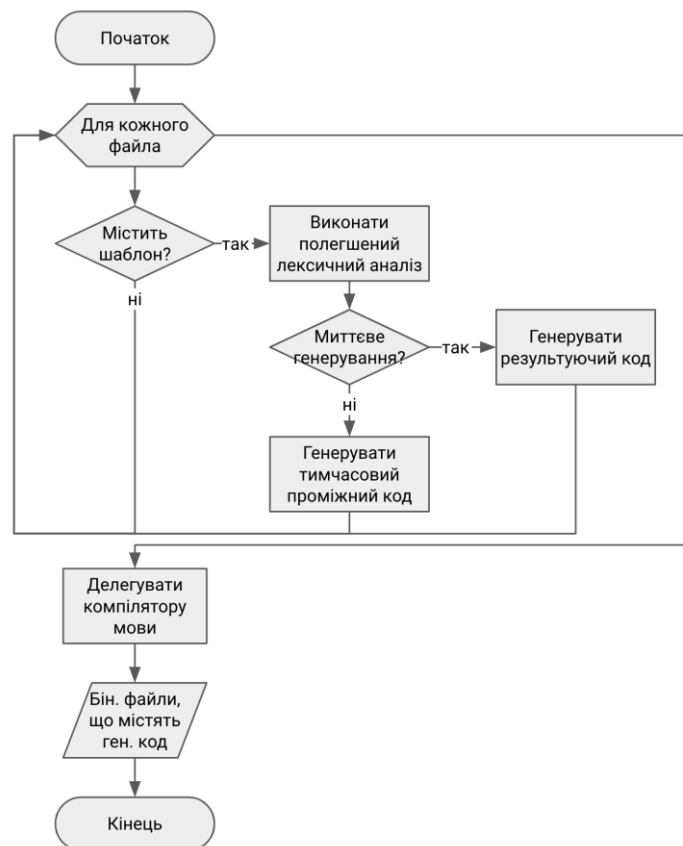 Початок
Для кожного
файла
Містить
шаблон?
так
Виконати
полегшений
лексичний аналіз
ні
Миттєве
генерування?
так
Генерувати
результуючий код
ні
Генерувати
тимчасовий
проміжний код
Делегувати
компілятору
мови
Бін. файли,
що містять
ген. код
Кінець